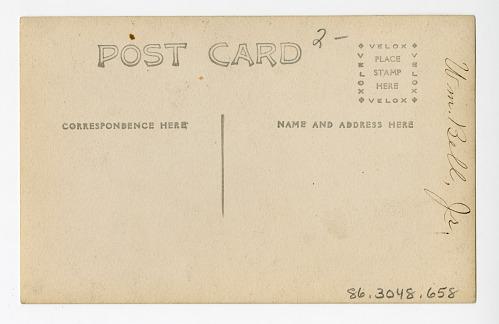 POST CARD
2-
VELOX
VELOX
PLACE
STAMP
HERE
VELOX
VELOX
CORRESPONDENCE HERE
NAME AND ADDRESS HERE
Wm. Bell, Jr.
86.3048.658